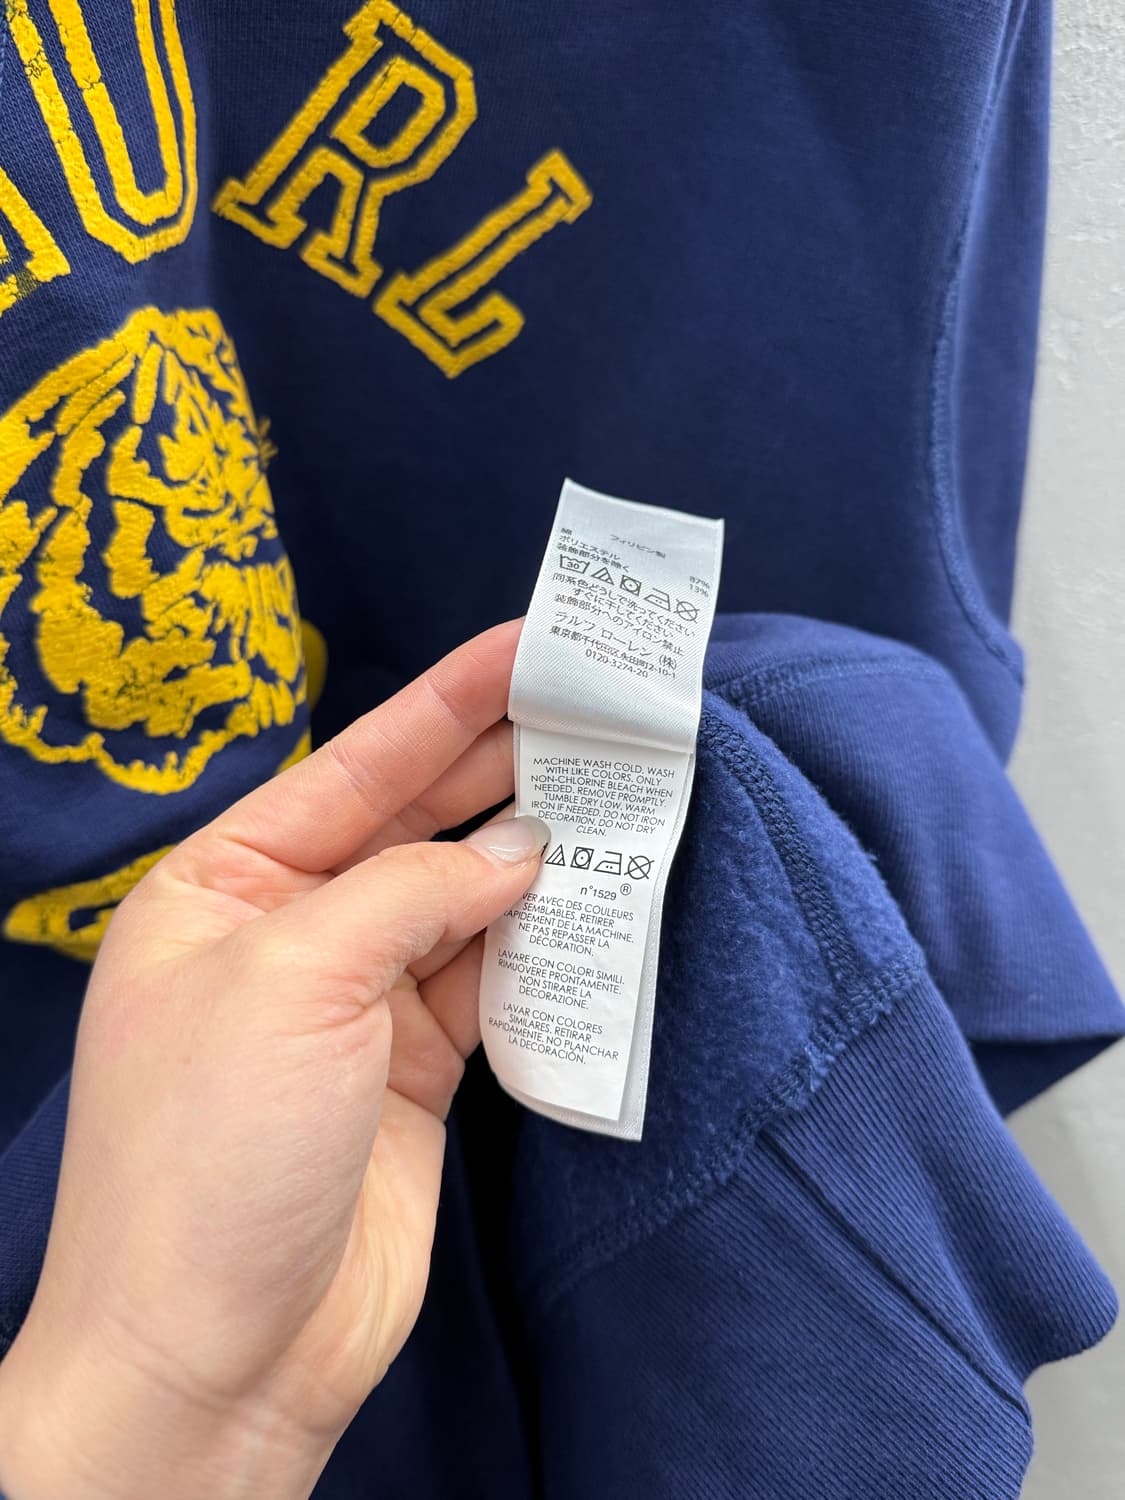 AURL
綿
フィリピン製
ポリエステル
87%
装飾部分を除く
13%
30
同系色どうしで洗ってください
すぐに干してください
装飾部分へのアイロン禁止
ラルフ ローレン (株)
東京都千代田区永田町2-10-1
0120-3274-20
MACHINE WASH COLD, WASH
WITH LIKE COLORS, ONLY
NON-CHLORINE BLEACH WHEN
NEEDED. REMOVE PROMPTLY.
TUMBLE DRY LOW. WARM
IRON IF NEEDED. DO NOT IRON
DECORATION. DO NOT DRY
CLEAN.
n°1529 ®
VER AVEC DES COULEURS
SEMBLABLES. RETIRER
RAPIDEMENT DE LA MACHINE.
NE PAS REPASSER LA
DÉCORATION.
LAVARE CON COLORI SIMILI.
RIMUOVERE PRONTAMENTE.
NON STIRARE LA
DECORAZIONE.
LAVAR CON COLORES
SIMILARES. RETIRAR
RAPIDAMENTE. NO PLANCHAR
LA DECORACIÓN.